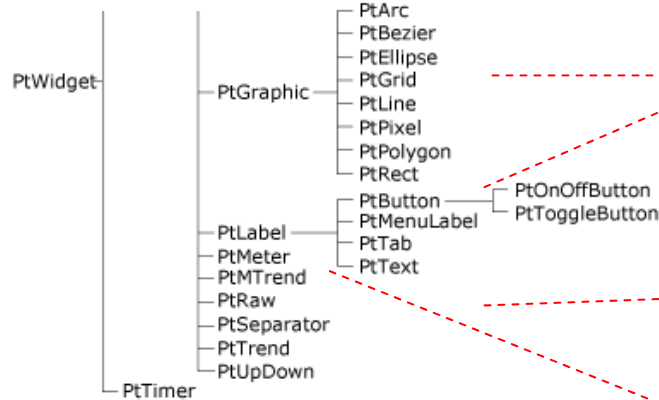 PtArc
PtBezier
PtEllipse
PtWidget
PtGrid
PtGraphic
PtLine
PtPixel
PtPolygon
PtRect
PtButton
PtOnOffButton
PtToggleButton
PtLabel
PtMenuLabel
PtMeter
PtTab
PtMTrend
PtText
PtRaw
PtSeparator
PtTrend
PtUpDown
PtTimer